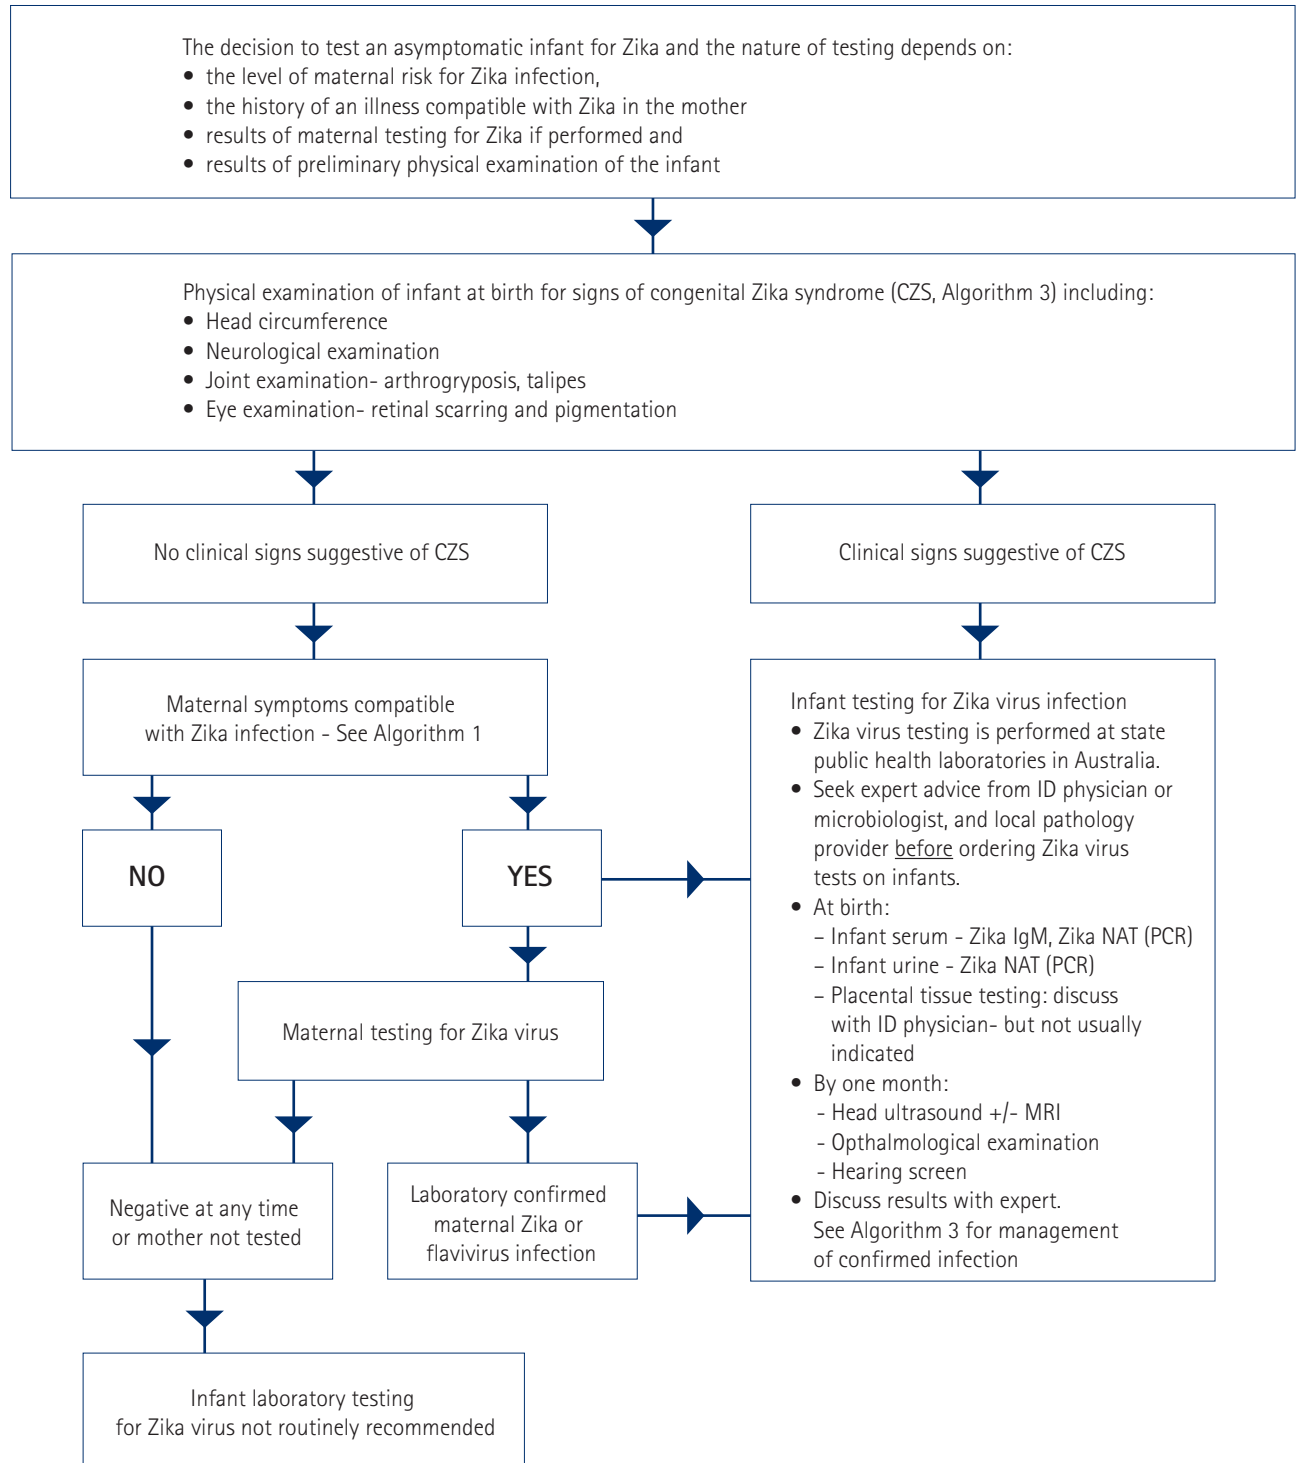 The decision to test an asymptomatic infant for Zika and the nature of testing depends on:
• the level of maternal risk for Zika infection,
• the history of an illness compatible with Zika in the mother
• results of maternal testing for Zika if performed and
• results of preliminary physical examination of the infant
Physical examination of infant at birth for signs of congenital Zika syndrome (CZS, Algorithm 3) including:
• Head circumference
• Neurological examination
• Joint examination- arthrogryposis, talipes
• Eye examination- retinal scarring and pigmentation
No clinical signs suggestive of CZS
Clinical signs suggestive of CZS
Maternal symptoms compatible
with Zika infection - See Algorithm 1
NO
YES
Maternal testing for Zika virus
Negative at any time
or mother not tested
Laboratory confirmed
maternal Zika or
flavivirus infection
Infant testing for Zika virus infection
• Zika virus testing is performed at state
public health laboratories in Australia.
• Seek expert advice from ID physician or
microbiologist, and local pathology
provider before ordering Zika virus
tests on infants.
• At birth:
– Infant serum - Zika IgM, Zika NAT (PCR)
– Infant urine - Zika NAT (PCR)
– Placental tissue testing: discuss
with ID physician- but not usually
indicated
• By one month:
- Head ultrasound +/- MRI
- Opthalmological examination
- Hearing screen
• Discuss results with expert.
See Algorithm 3 for management
of confirmed infection
Infant laboratory testing
for Zika virus not routinely recommended